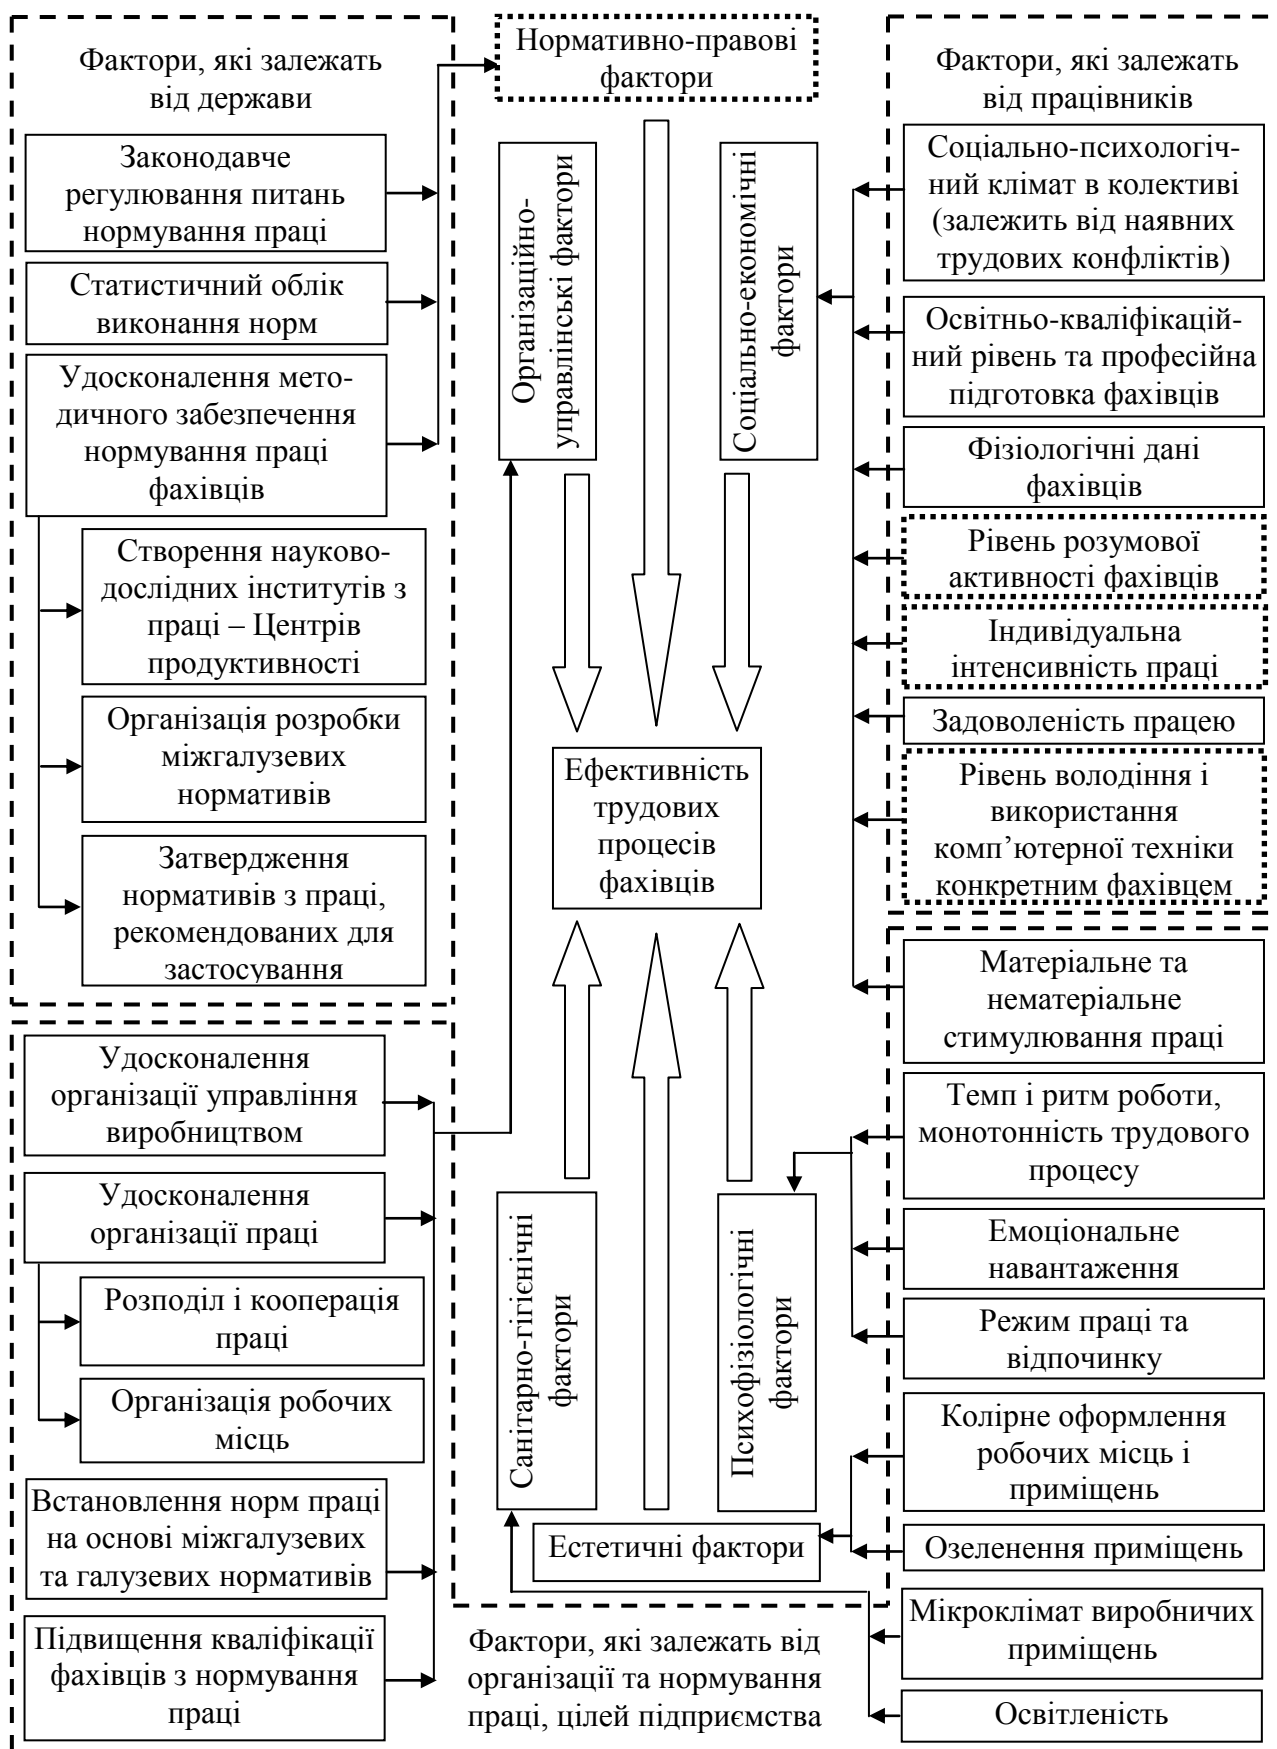 Фактори, які залежать
від держави
Законодавче
регулювання питань
нормування праці
Статистичний облік
виконання норм
Удосконалення мето-
дичного забезпечення
нормування праці
фахівців
Створення науково-
дослідних інститутів з
праці – Центрів
продуктивності
Організація розробки
міжгалузевих
нормативів
Затвердження
нормативів з праці,
рекомендованих для
застосування
Удосконалення
організації управління
виробництвом
Удосконалення
організації праці
Розподіл і кооперація
праці
Організація робочих
місць
Встановлення норм праці
на основі міжгалузевих
та галузевих нормативів
Підвищення кваліфікації
фахівців з нормування
праці
Нормативно-правові
фактори
Організаційно-
управлінські фактори
Соціально-економічні
фактори
Ефективність
трудових
процесів
фахівців
Санітарно-гігієнічні
фактори
Психофізіологічні
фактори
Естетичні фактори
Фактори, які залежать від
організації та нормування
праці, цілей підприємства
Фактори, які залежать
від працівників
Соціально-психологіч-
ний клімат в колективі
(залежить від наявних
трудових конфліктів)
Освітньо-кваліфікацій-
ний рівень та професійна
підготовка фахівців
Фізіологічні дані
фахівців
Рівень розумової
активності фахівців
Індивідуальна
інтенсивність праці
Задоволеність працею
Рівень володіння і
використання
комп’ютерної техніки
конкретним фахівцем
Матеріальне та
нематеріальне
стимулювання праці
Темп і ритм роботи,
монотонність трудового
процесу
Емоціональне
навантаження
Режим праці та
відпочинку
Колірне оформлення
робочих місць і
приміщень
Озеленення приміщень
Мікроклімат виробничих
приміщень
Освітленість